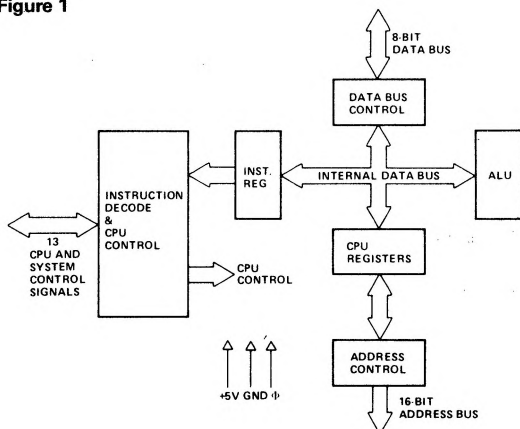 Figure 1
8-BIT
DATA BUS
DATA BUS
CONTROL
INSTRUCTION
DECODE
&
CPU
CONTROL
INST.
REG
INTERNAL DATA BUS
ALU
13
CPU AND
SYSTEM
CONTROL
SIGNALS
CPU
CONTROL
CPU
REGISTERS
ADDRESS
CONTROL
+5V GND Φ
16-BIT
ADDRESS BUS